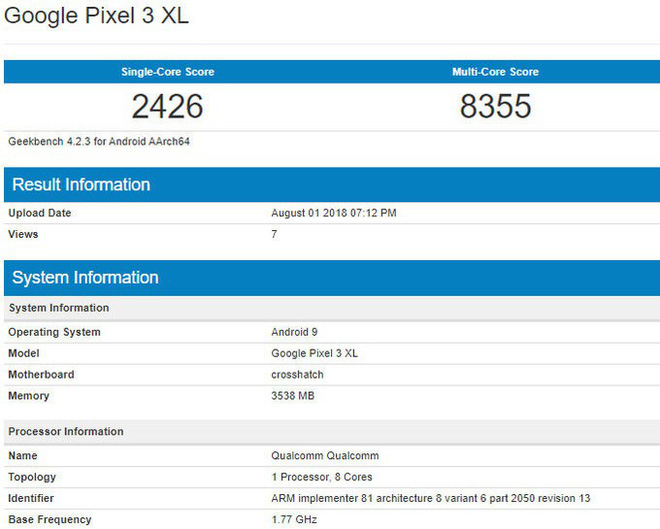 Google Pixel 3 XL
Single-Core Score Multi-Core Score
2426 8355
Geekbench 4.2.3 for Android AArch64
Result Information
Upload Date August 01 2018 07:12 PM
Views 7
System Information
System Information
Operating System Android 9
Model Google Pixel 3 XL
Motherboard crosshatch
Memory 3538 MB
Processor Information
Name Qualcomm Qualcomm
Topology 1 Processor, 8 Cores
Identifier ARM implementer 81 architecture 8 variant 6 part 2050 revision 13
Base Frequency 1.77 GHz